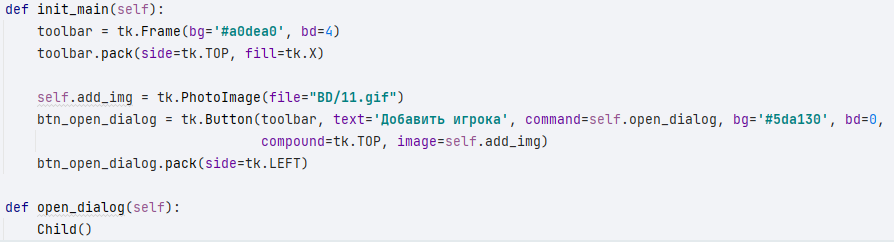 def init_main(self):
    toolbar = tk.Frame(bg='#a0dea0', bd=4)
    toolbar.pack(side=tk.TOP, fill=tk.X)

    self.add_img = tk.PhotoImage(file="BD/11.gif")
    btn_open_dialog = tk.Button(toolbar, text='Добавить игрока', command=self.open_dialog, bg='#5da130', bd=0,
                                compound=tk.TOP, image=self.add_img)
    btn_open_dialog.pack(side=tk.LEFT)

def open_dialog(self):
    Child()